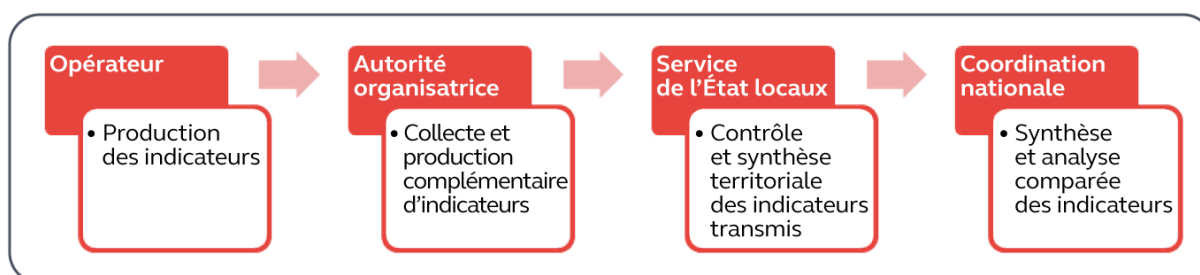 Opérateur
• Production
des indicateurs
Autorité
organisatrice
• Collecte et
production
complémentaire
d'indicateurs
Service
de l'État locaux
• Contrôle
et synthèse
territoriale
des indicateurs
transmis
Coordination
nationale
• Synthèse
et analyse
comparée
des indicateurs